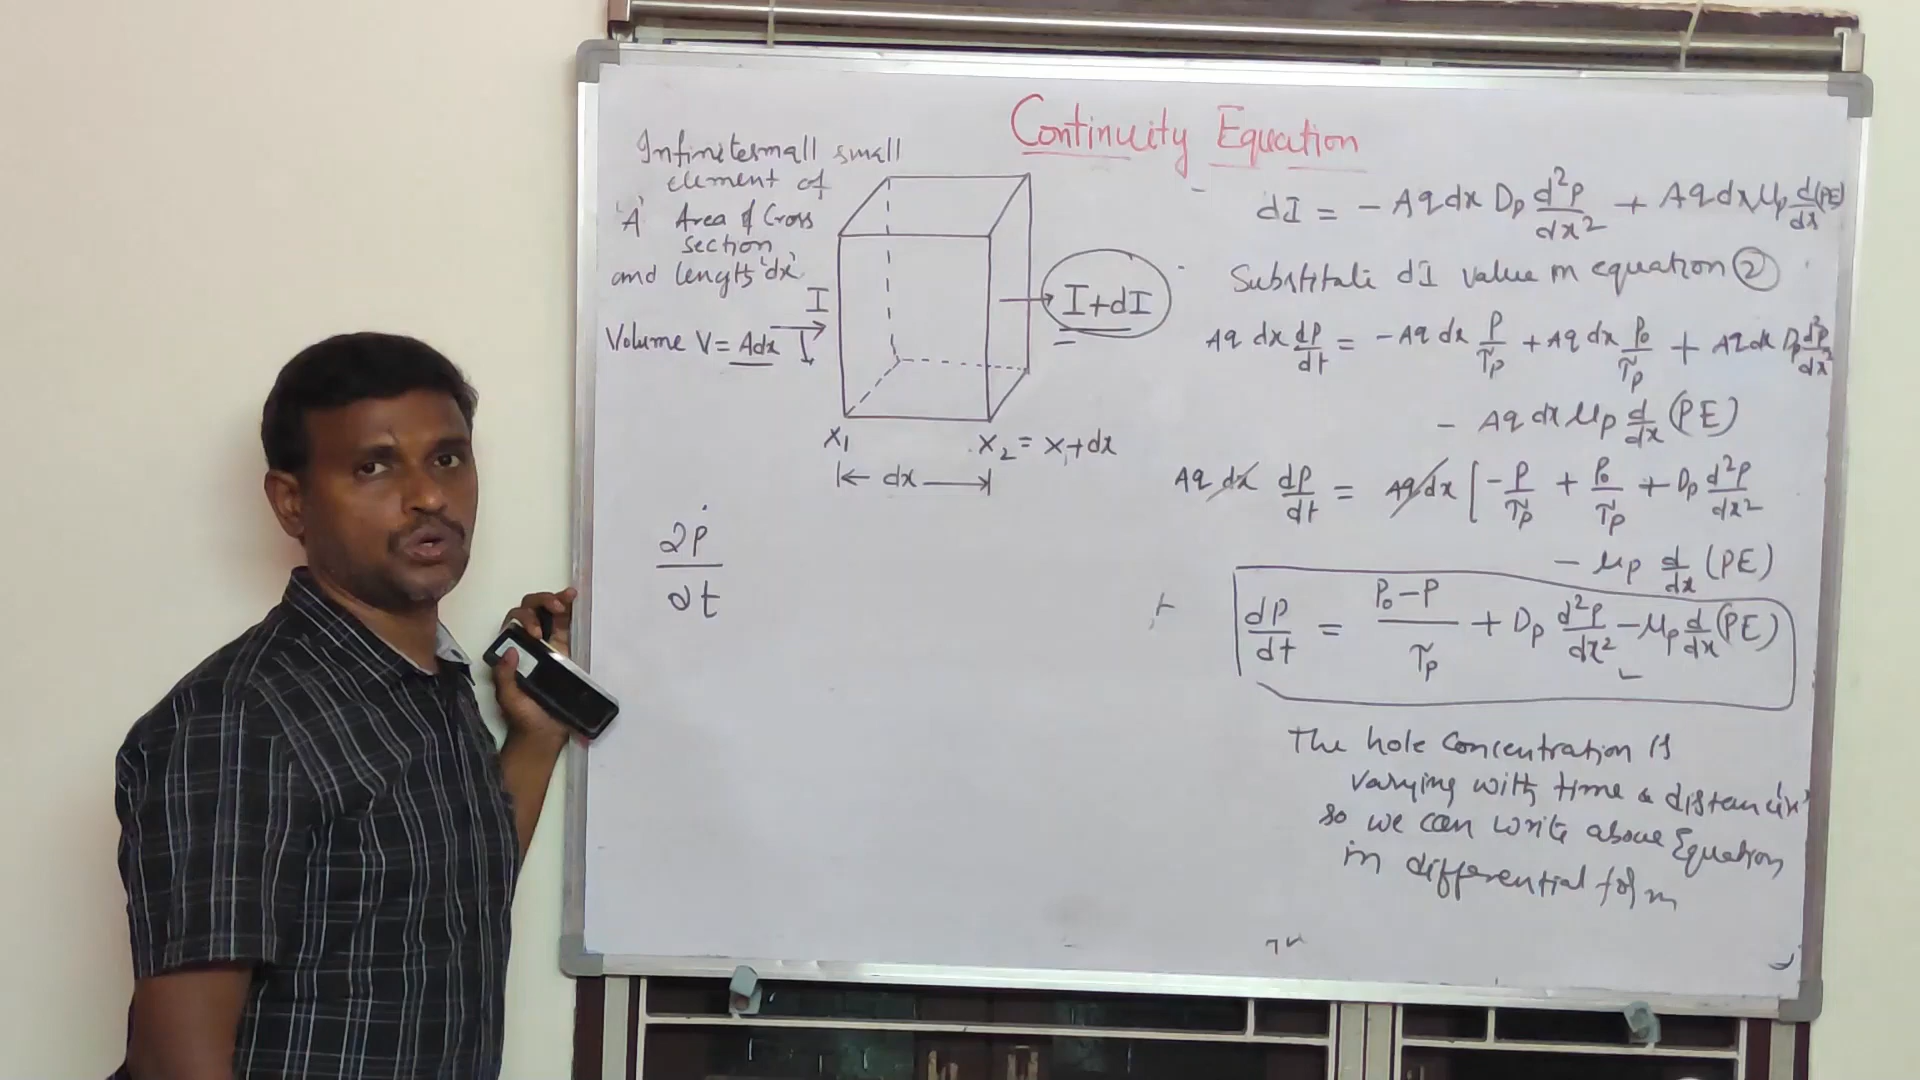 Continuity Equation
Infinitesmall small
element of
'A' Area of Cross
section
and length 'dx'
Volume V = Adx
I
I
I+dI
x₁
x₂ = x₁+dx
dx
∂p/∂t
dI = - Aq dx Dp d²p/dx² + Aq dx μp d/dx (PE)
Substitute dI value in equation ②
Aq dx dp/dt = - Aq dx p/τp + Aq dx p₀/τp + Aq dx Dp d²p/dx²
- Aq dx μp d/dx (PE)
Aq dx dp/dt = Aq dx [ - p/τp + p₀/τp + Dp d²p/dx²
- μp d/dx (PE)
dp/dt = P₀-P/τp + Dp d²p/dx² - μp d/dx (PE)
The hole concentration is
varying with time &
so we can write above Equation
in differential form